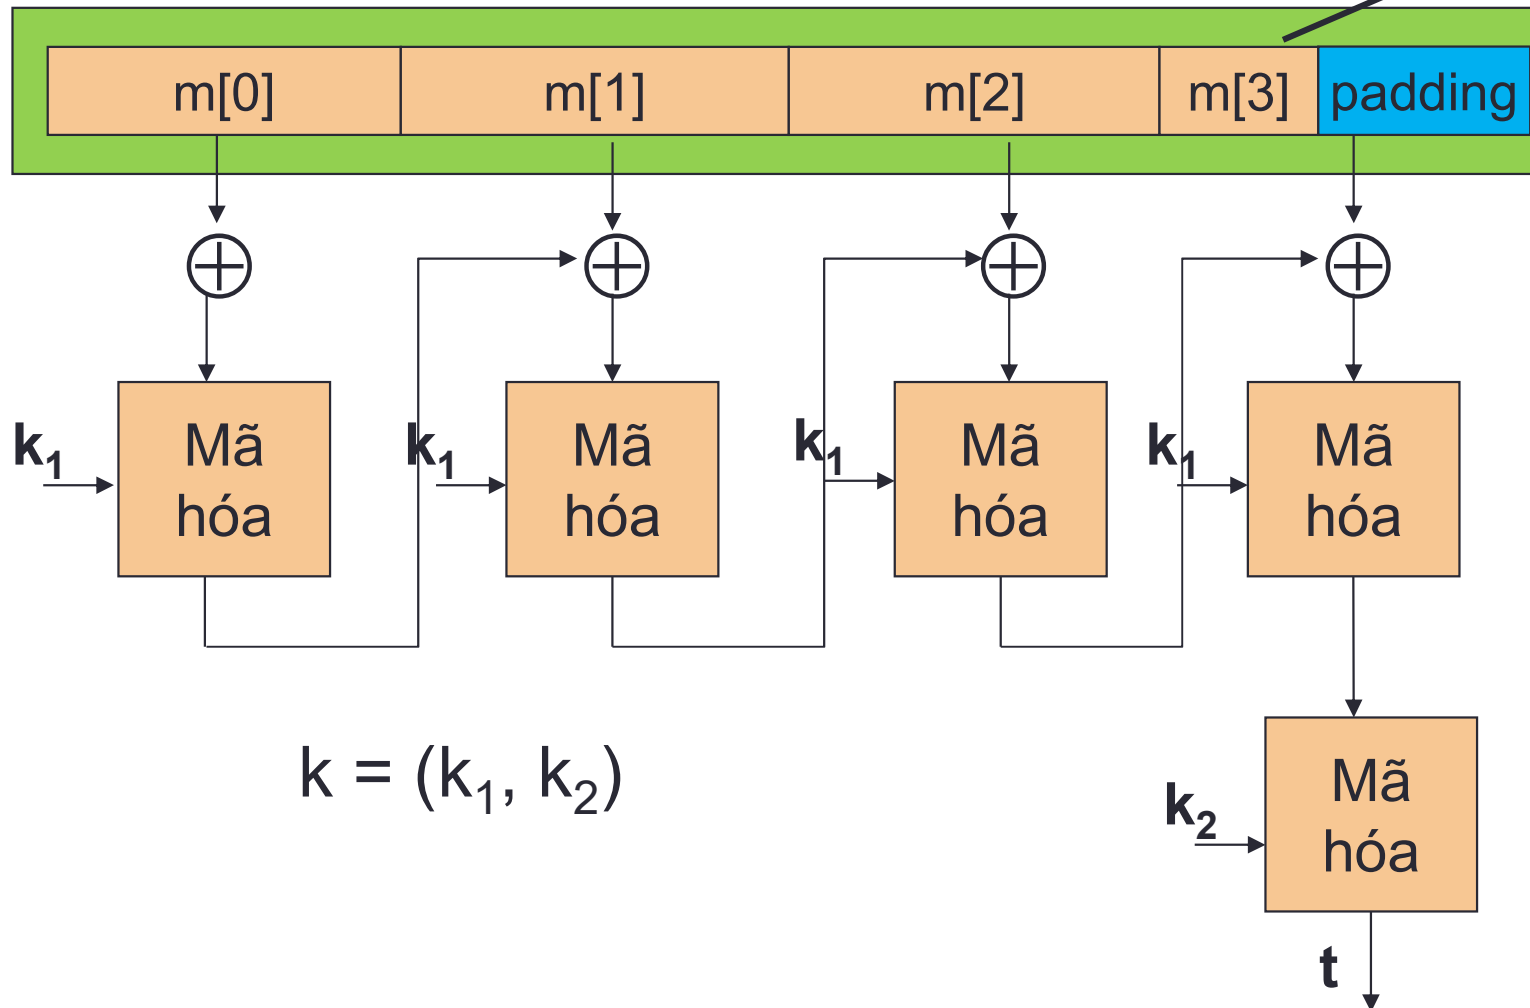 m[0] m[1] m[2] m[3] padding
k₁ Mã hóa
k₁ Mã hóa
k₁ Mã hóa
k₁ Mã hóa
k = (k₁, k₂)
k₂ Mã hóa
t